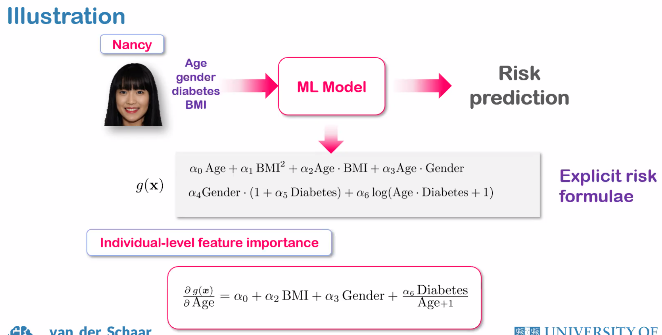 Illustration
Nancy
Age
gender
diabetes
BMI
ML Model
Risk
prediction
g(x)
α₀ Age + α₁ BMI² + α₂Age · BMI + α₃Age · Gender
α₄Gender · (1 + α₅ Diabetes) + α₆ log(Age · Diabetes + 1)
Explicit risk
formulae
Individual-level feature importance
∂ g(x)/∂ Age = α₀ + α₂ BMI + α₃ Gender + α₆ Diabetes/Age+1
van der Schaar
UNIVERSITY OF